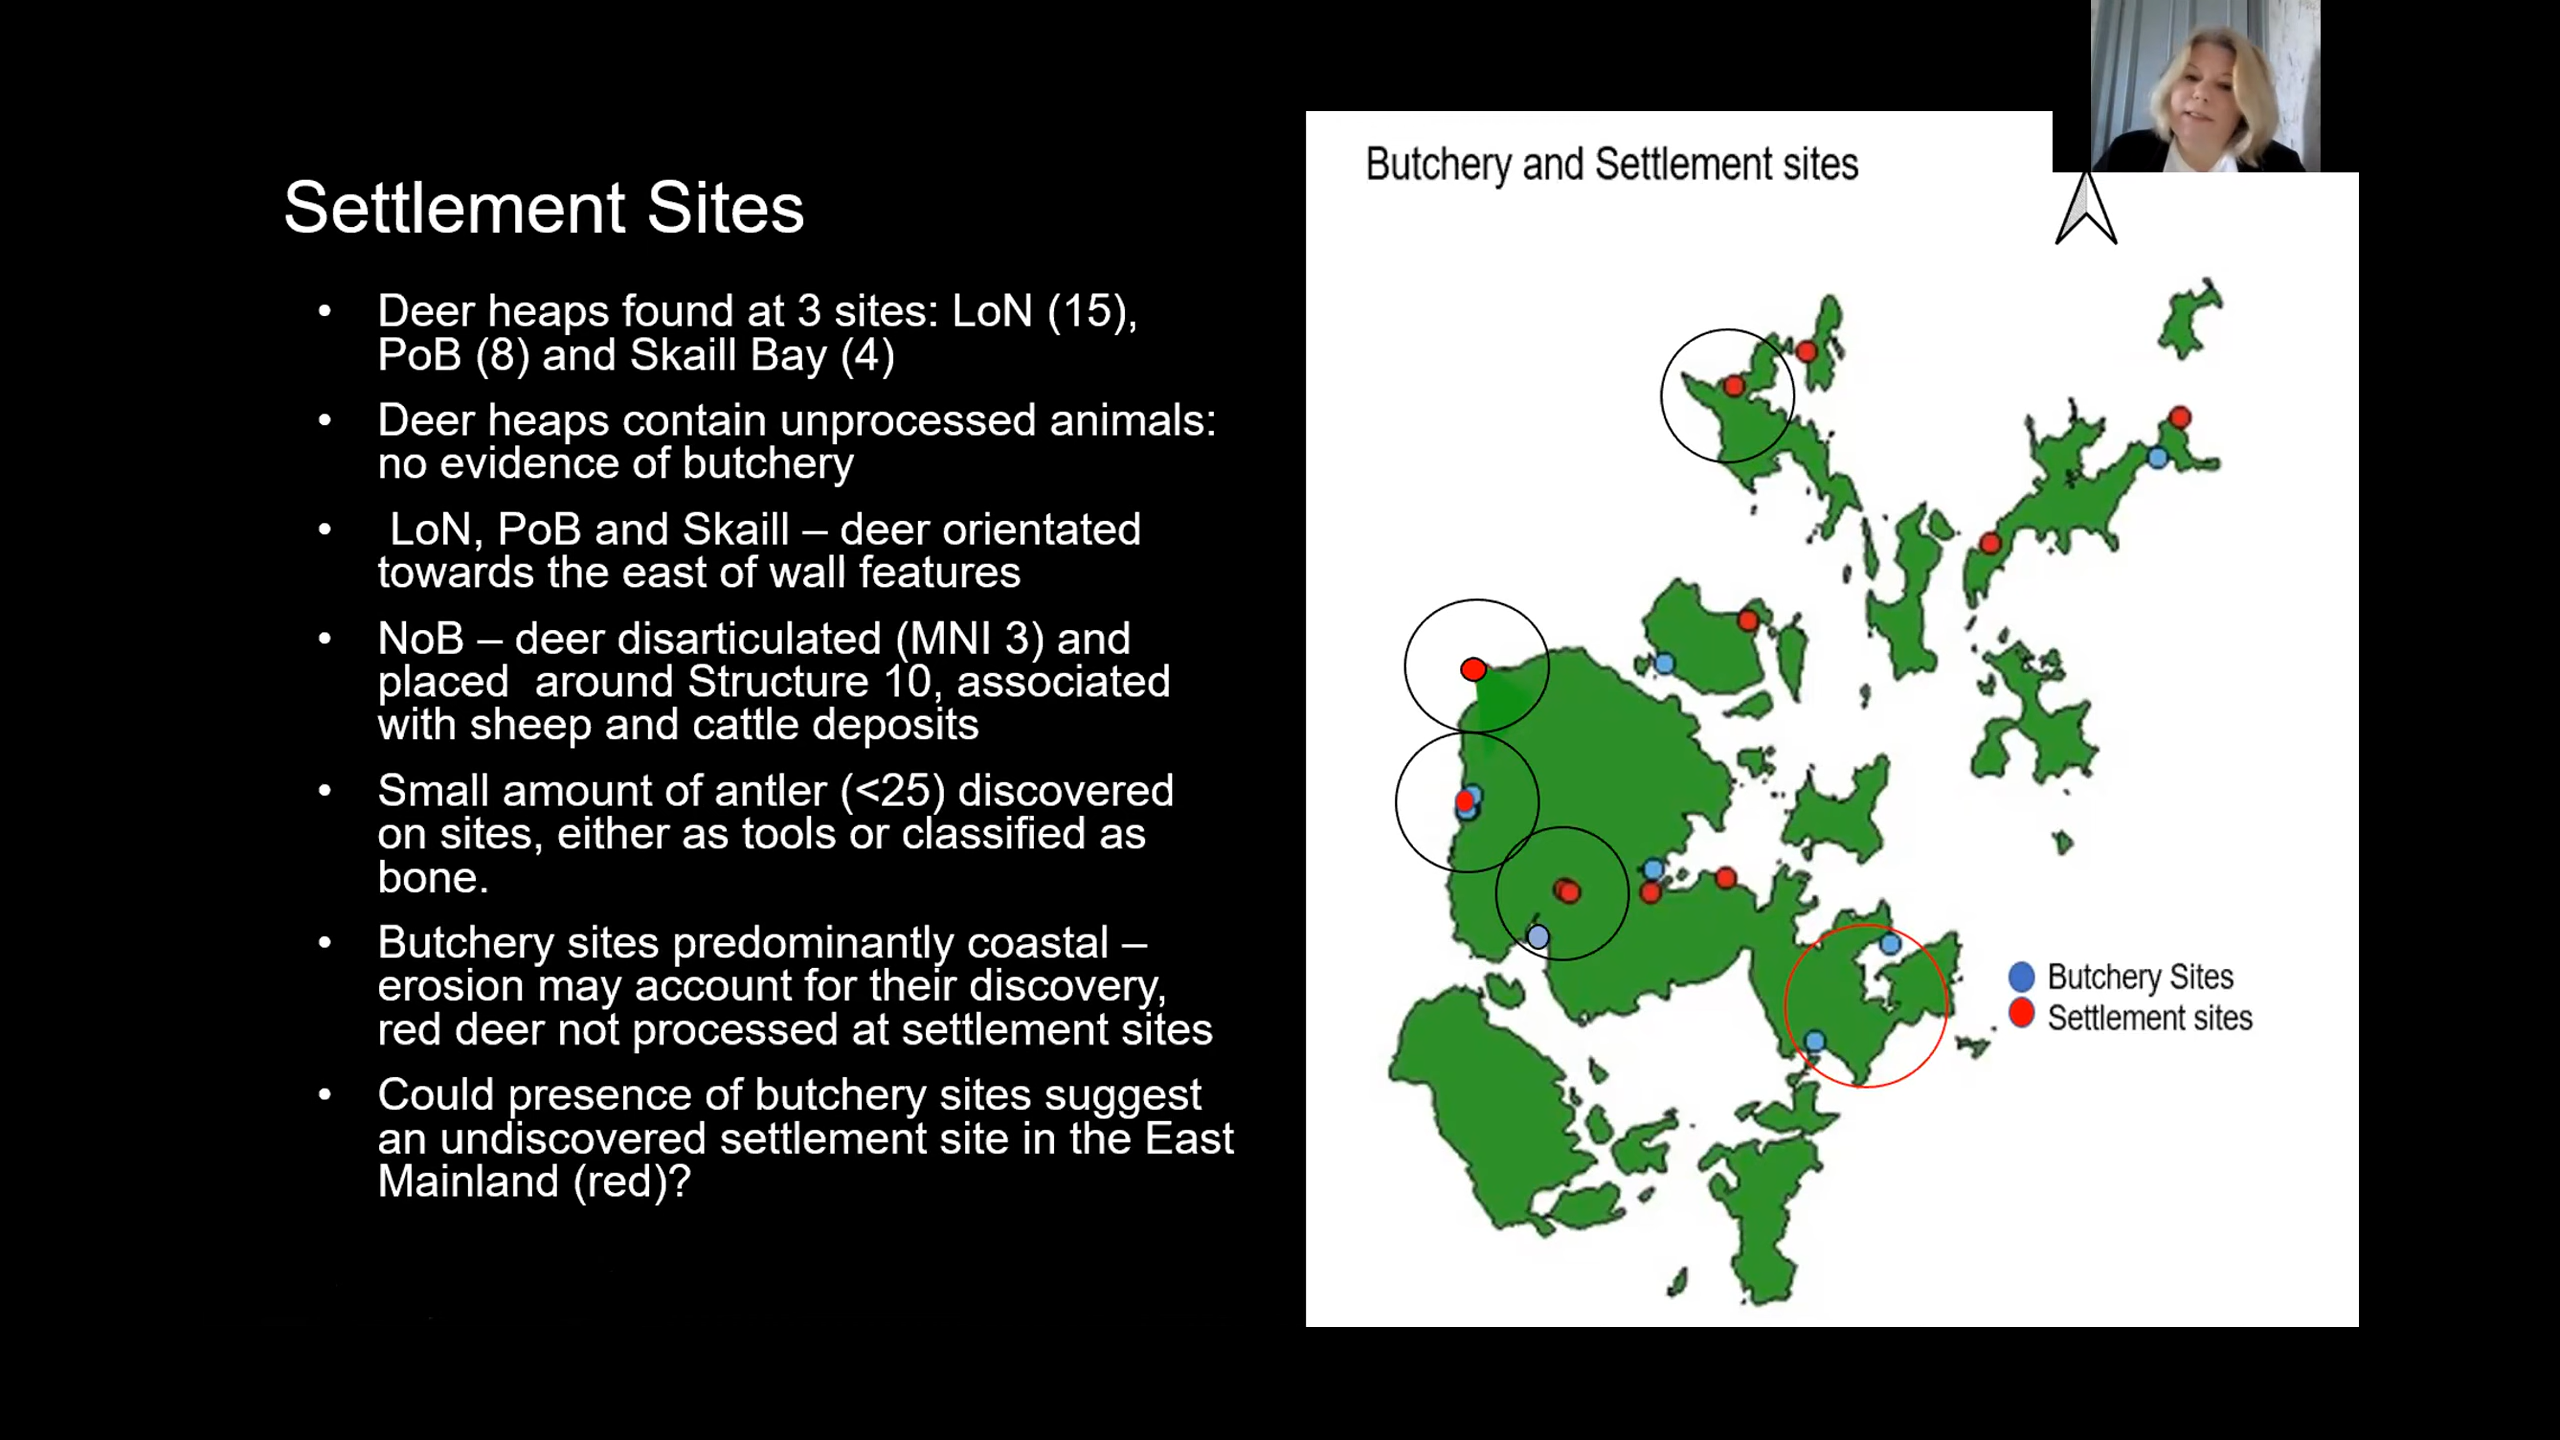 Settlement Sites
• Deer heaps found at 3 sites: LoN (15),
PoB (8) and Skaill Bay (4)
• Deer heaps contain unprocessed animals:
no evidence of butchery
• LoN, PoB and Skaill – deer orientated
towards the east of wall features
• NoB – deer disarticulated (MNI 3) and
placed around Structure 10, associated
with sheep and cattle deposits
• Small amount of antler (<25) discovered
on sites, either as tools or classified as
bone.
• Butchery sites predominantly coastal –
erosion may account for their discovery,
red deer not processed at settlement sites
• Could presence of butchery sites suggest
an undiscovered settlement site in the East
Mainland (red)?
Butchery and Settlement sites
Butchery Sites
Settlement sites